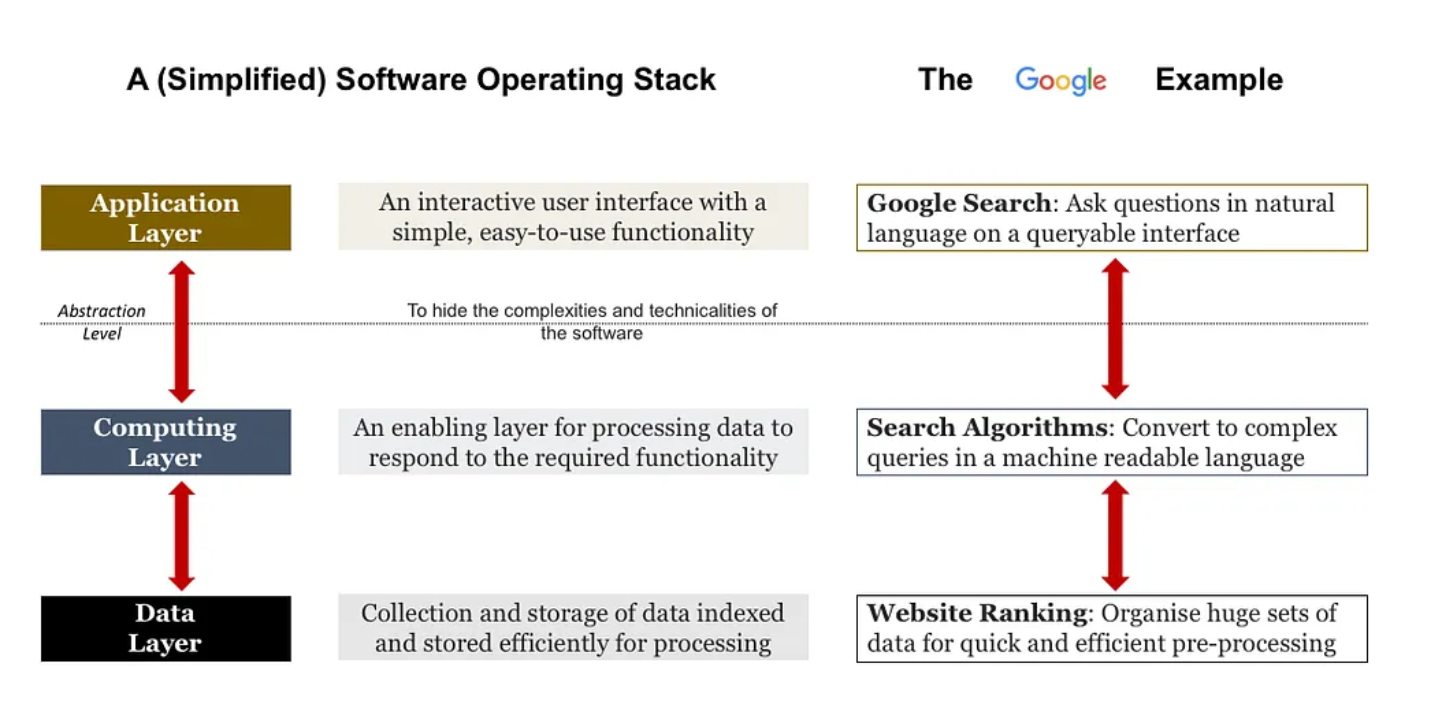 A (Simplified) Software Operating Stack
The Google Example
Application
Layer
An interactive user interface with a
simple, easy-to-use functionality
Google Search: Ask questions in natural
language on a queryable interface
Abstraction
Level
To hide the complexities and technicalities of
the software
Computing
Layer
An enabling layer for processing data to
respond to the required functionality
Search Algorithms: Convert to complex
queries in a machine readable language
Data
Layer
Collection and storage of data indexed
and stored efficiently for processing
Website Ranking: Organise huge sets of
data for quick and efficient pre-processing